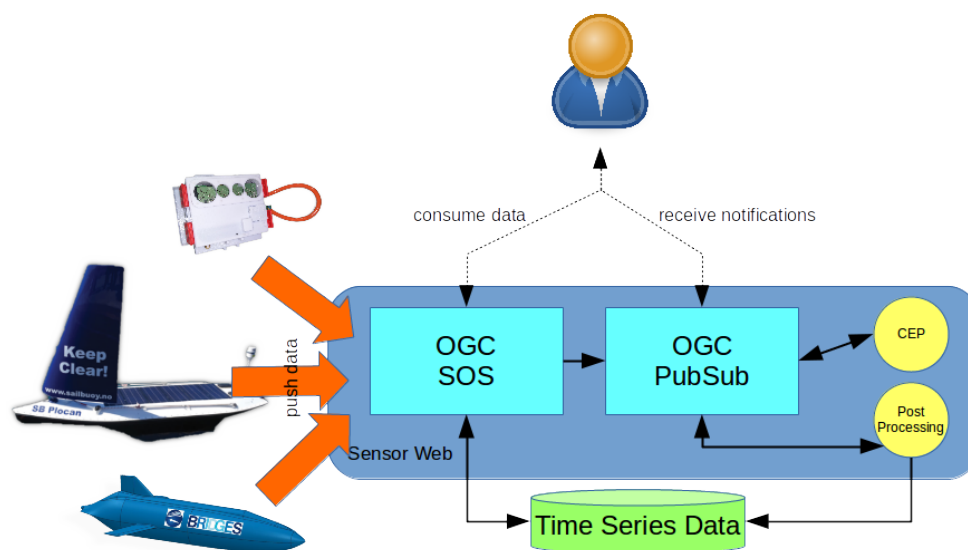 consume data
receive notifications
Keep
Clear!
www.sailbuoy.no
SB Plocan
push data
OGC
SOS
OGC
PubSub
CEP
Post
Processing
Sensor Web
BRIDGES
Time Series Data